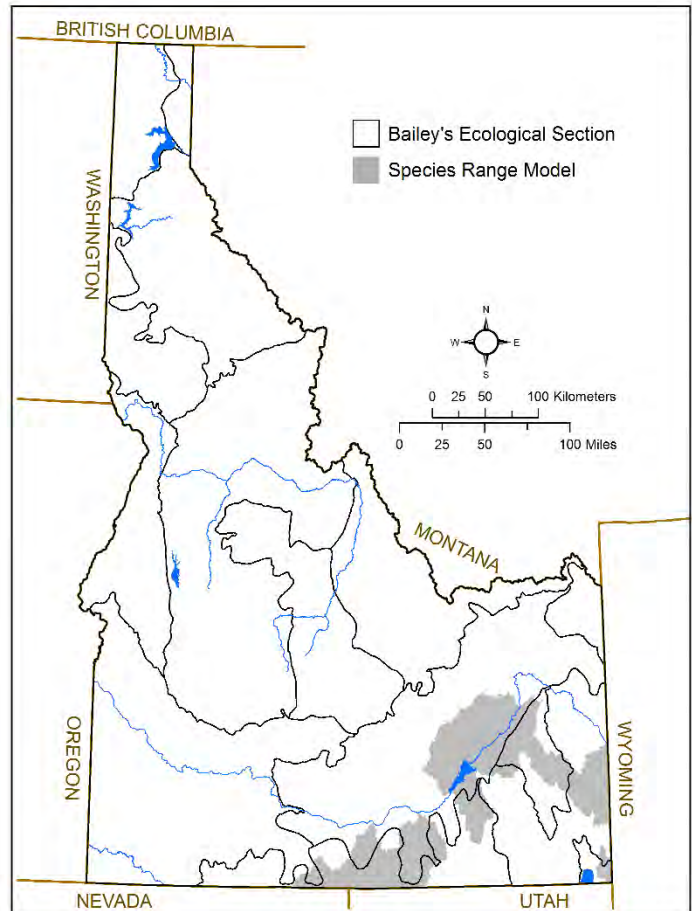 BRITISH COLUMBIA
Bailey's Ecological Section
Species Range Model
WASHINGTON
N
W E
S
0 25 50 100 Kilometers
0 25 50 100 Miles
MONTANA
OREGON
WYOMING
NEVADA
UTAH